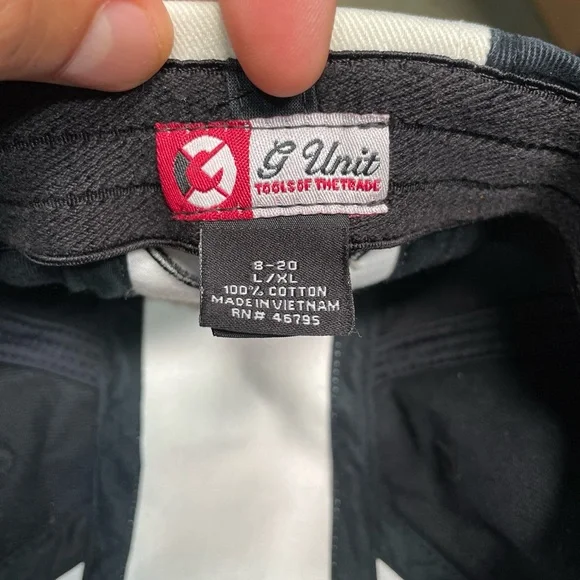 G
G Unit
TOOLS OF THE TRADE
8-20
L/XL
100% COTTON
MADE IN VIETNAM
RN# 46795